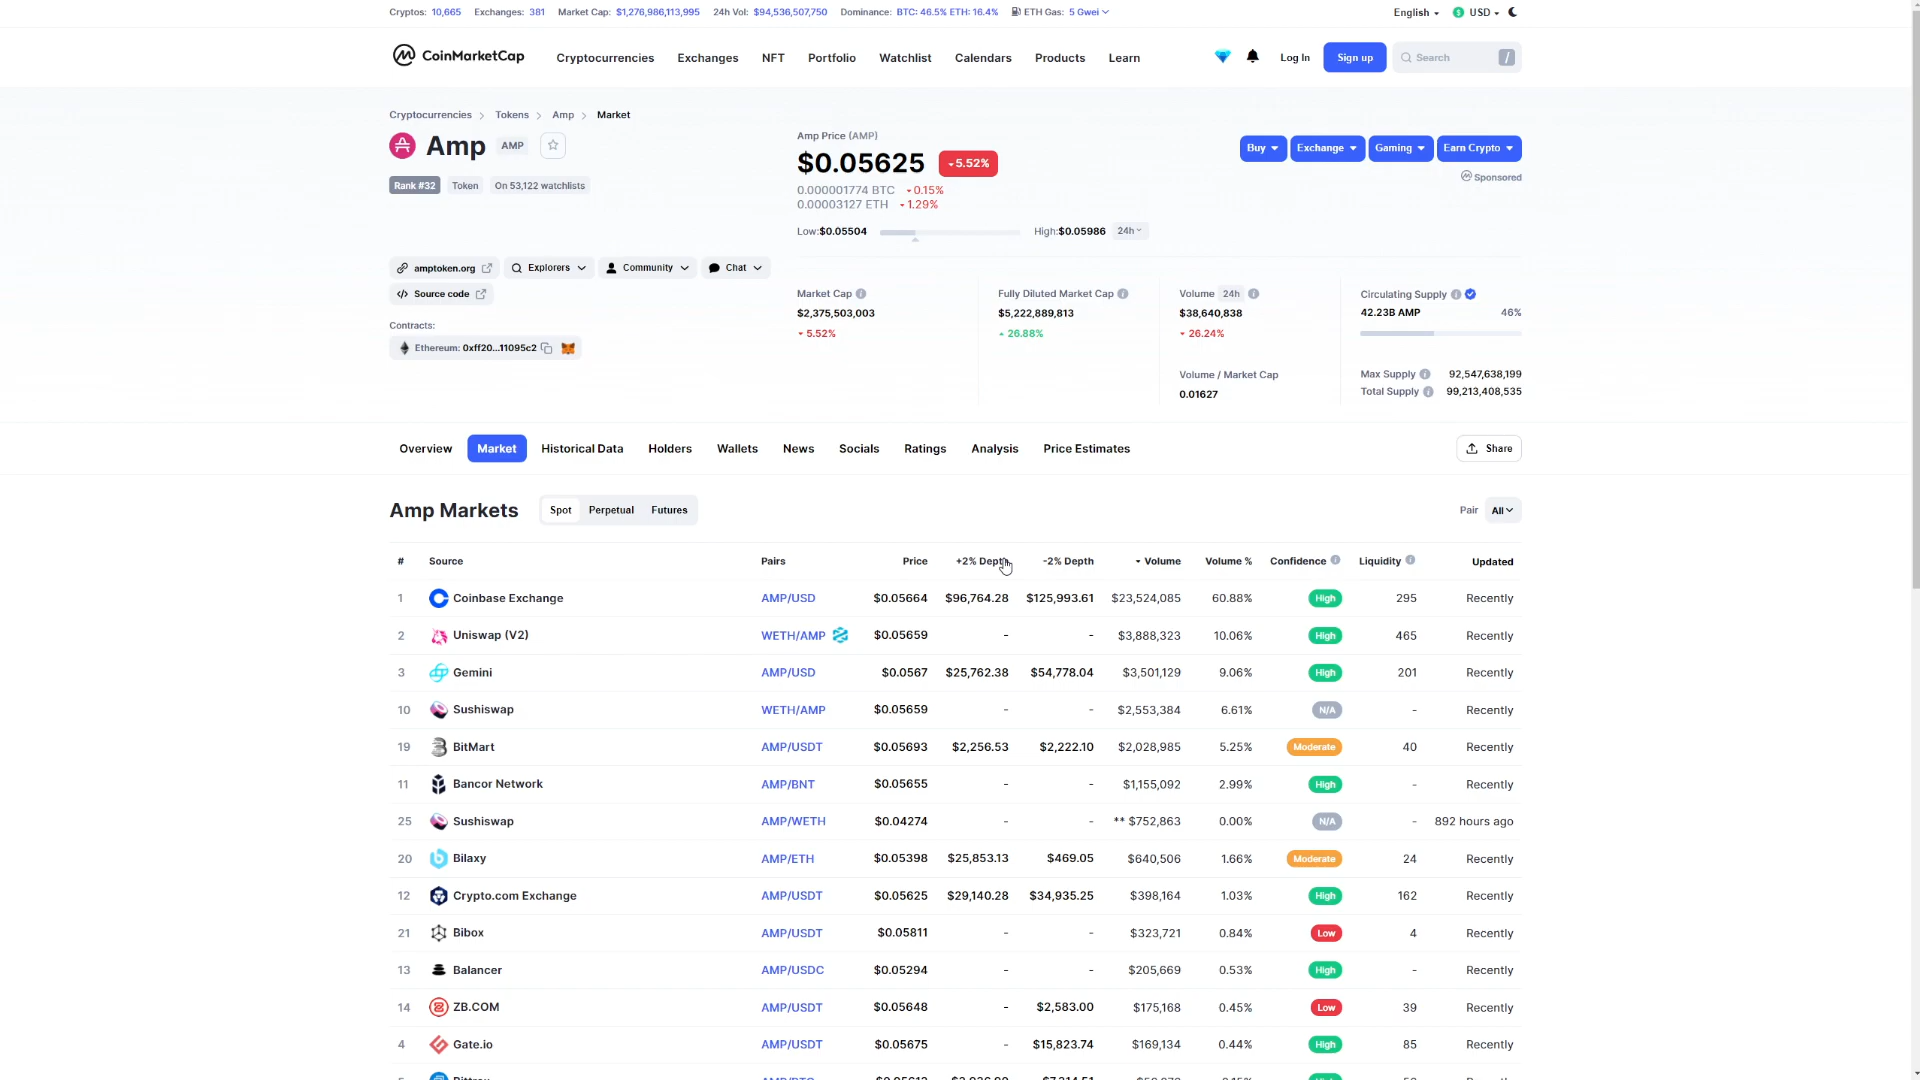 Cryptos: 10,665 Exchanges: 381 Market Cap: $1,276,986,113,995 24h Vol: $94,536,507,750 Dominance: BTC: 46.5% ETH: 16.4% ETH Gas: 5 Gwei English USD
CoinMarketCap Cryptocurrencies Exchanges NFT Portfolio Watchlist Calendars Products Learn Log In Sign up Search /
Cryptocurrencies Tokens Amp Market
Amp AMP
Rank #32 Token On 53,122 watchlists
Amp Price (AMP)
$0.05625 5.52%
0.000001774 BTC 0.15%
0.00003127 ETH 1.29%
Low:$0.05504 High:$0.05986 24h
Buy Exchange Gaming Earn Crypto
Sponsored
amptoken.org Explorers Community Chat
Source code
Contracts:
Ethereum: 0xff20...11095c2
Market Cap
$2,375,503,003
5.52%
Fully Diluted Market Cap
$5,222,889,813
26.88%
Volume 24h
$38,640,838
26.24%
Volume / Market Cap
0.01627
Circulating Supply
42.23B AMP 46%
Max Supply 92,547,638,199
Total Supply 99,213,408,535
Overview Market Historical Data Holders Wallets News Socials Ratings Analysis Price Estimates Share
Amp Markets Spot Perpetual Futures Pair All
# Source Pairs Price +2% Depth -2% Depth Volume Volume % Confidence Liquidity Updated
1 Coinbase Exchange AMP/USD $0.05664 $96,764.28 $125,993.61 $23,524,085 60.88% High 295 Recently
2 Uniswap (V2) WETH/AMP $0.05659 - - $3,888,323 10.06% High 465 Recently
3 Gemini AMP/USD $0.0567 $25,762.38 $54,778.04 $3,501,129 9.06% High 201 Recently
10 Sushiswap WETH/AMP $0.05659 - - $2,553,384 6.61% N/A - Recently
19 BitMart AMP/USDT $0.05693 $2,256.53 $2,222.10 $2,028,985 5.25% Moderate 40 Recently
11 Bancor Network AMP/BNT $0.05655 - - $1,155,092 2.99% High - Recently
25 Sushiswap AMP/WETH $0.04274 - - ** $752,863 0.00% N/A - 892 hours ago
20 Bilaxy AMP/ETH $0.05398 $25,853.13 $469.05 $640,506 1.66% Moderate 24 Recently
12 Crypto.com Exchange AMP/USDT $0.05625 $29,140.28 $34,935.25 $398,164 1.03% High 162 Recently
21 Bibox AMP/USDT $0.05811 - - $323,721 0.84% Low 4 Recently
13 Balancer AMP/USDC $0.05294 - - $205,669 0.53% High - Recently
14 ZB.COM AMP/USDT $0.05648 - $2,583.00 $175,168 0.45% Low 39 Recently
4 Gate.io AMP/USDT $0.05675 - $15,823.74 $169,134 0.44% High 85 Recently